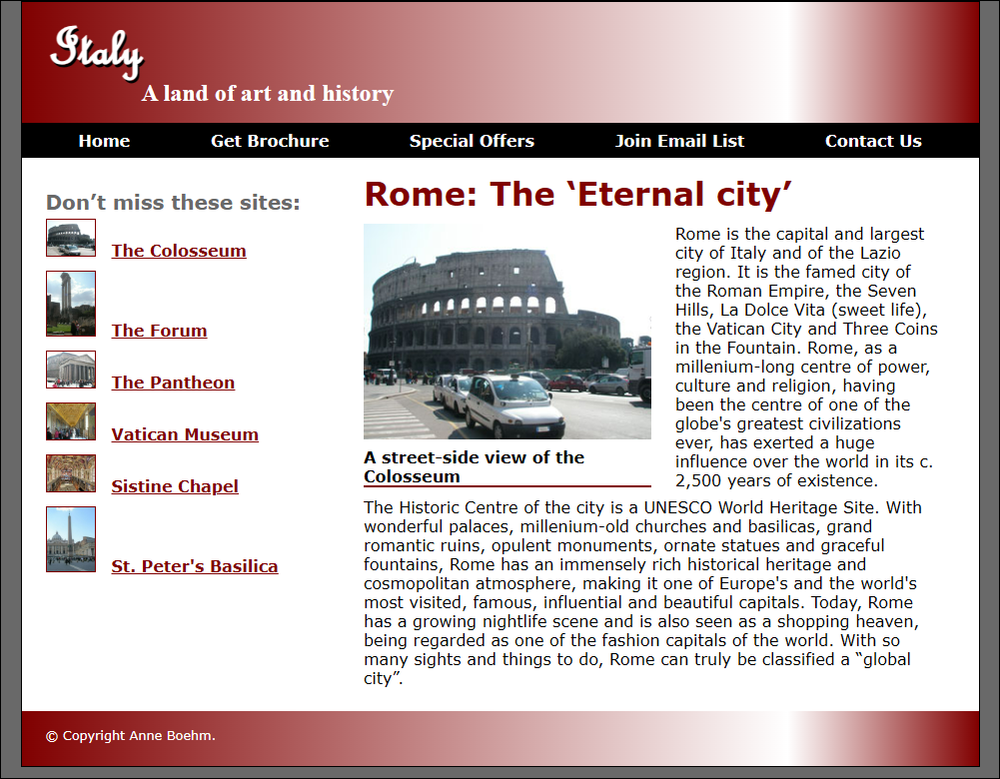 Italy
A land of art and history
Home Get Brochure Special Offers Join Email List Contact Us
Don’t miss these sites:
The Colosseum
The Forum
The Pantheon
Vatican Museum
Sistine Chapel
St. Peter's Basilica
Rome: The ‘Eternal city’
A street-side view of the
Colosseum
Rome is the capital and largest
city of Italy and of the Lazio
region. It is the famed city of
the Roman Empire, the Seven
Hills, La Dolce Vita (sweet life),
the Vatican City and Three Coins
in the Fountain. Rome, as a
millenium-long centre of power,
culture and religion, having
been the centre of one of the
globe's greatest civilizations
ever, has exerted a huge
influence over the world in its c.
2,500 years of existence.
The Historic Centre of the city is a UNESCO World Heritage Site. With
wonderful palaces, millenium-old churches and basilicas, grand
romantic ruins, opulent monuments, ornate statues and graceful
fountains, Rome has an immensely rich historical heritage and
cosmopolitan atmosphere, making it one of Europe's and the world's
most visited, famous, influential and beautiful capitals. Today, Rome
has a growing nightlife scene and is also seen as a shopping heaven,
being regarded as one of the fashion capitals of the world. With so
many sights and things to do, Rome can truly be classified a “global
city”.
© Copyright Anne Boehm.